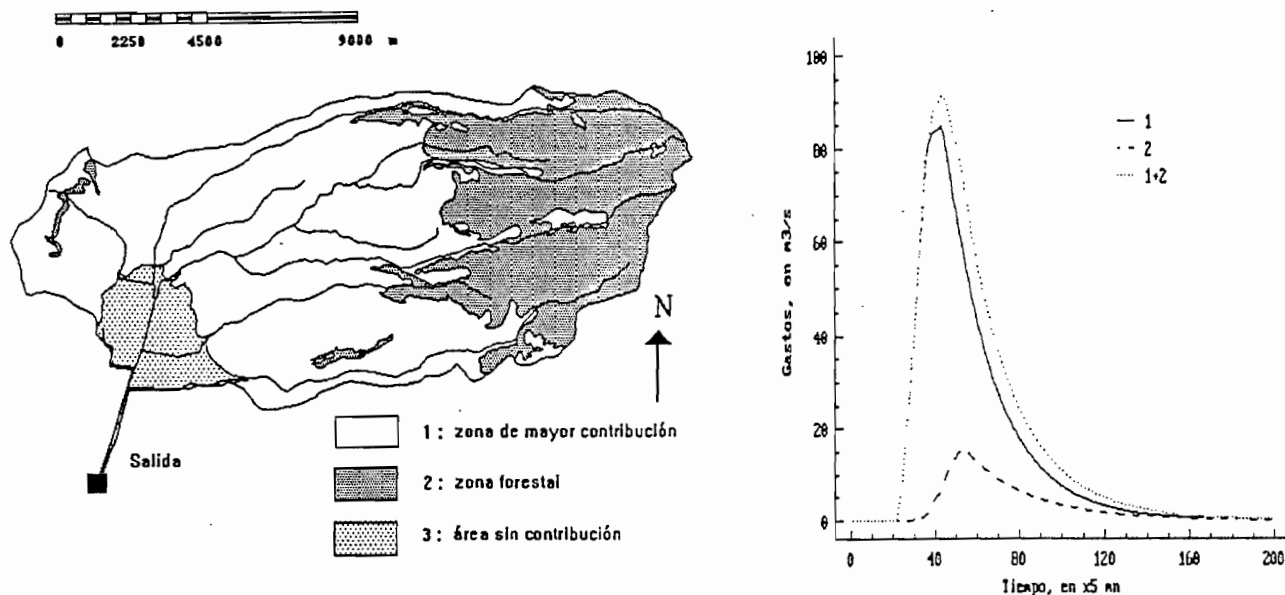 0 2250 4500 9000 m
N
Salida
1: zona de mayor contribución
2: zona forestal
3: área sin contribución
100
80
60
40
20
0
Gastos, en m3/s
1
2
1+2
0 40 80 120 160 200
Tiempo, en x5 mn